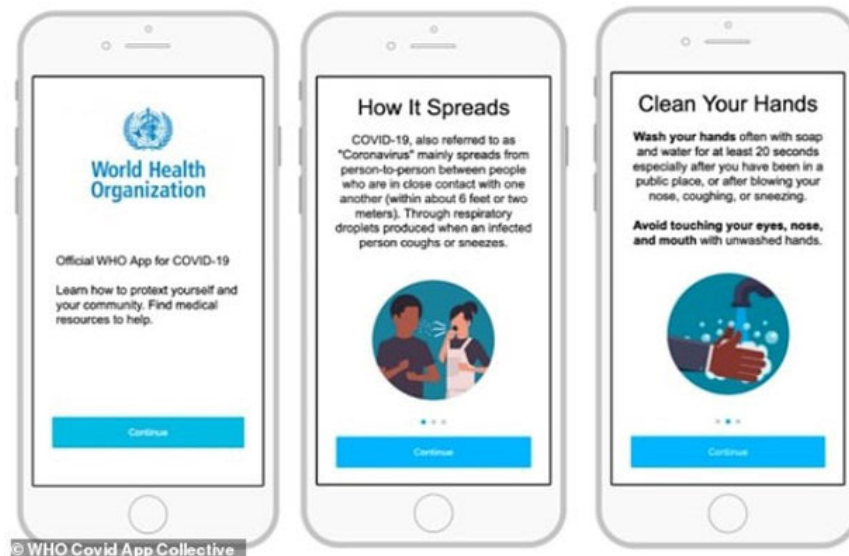 World Health
Organization
Official WHO App for COVID-19
Learn how to protext yourself and
your community. Find medical
resources to help.
Continue
How It Spreads
COVID-19, also referred to as
"Coronavirus" mainly spreads from
person-to-person between people
who are in close contact with one
another (within about 6 feet or two
meters). Through respiratory
droplets produced when an infected
person coughs or sneezes.
Continue
Clean Your Hands
Wash your hands often with soap
and water for at least 20 seconds
especially after you have been in a
public place, or after blowing your
nose, coughing, or sneezing.
Avoid touching your eyes, nose,
and mouth with unwashed hands.
Continue
© WHO Covid App Collective